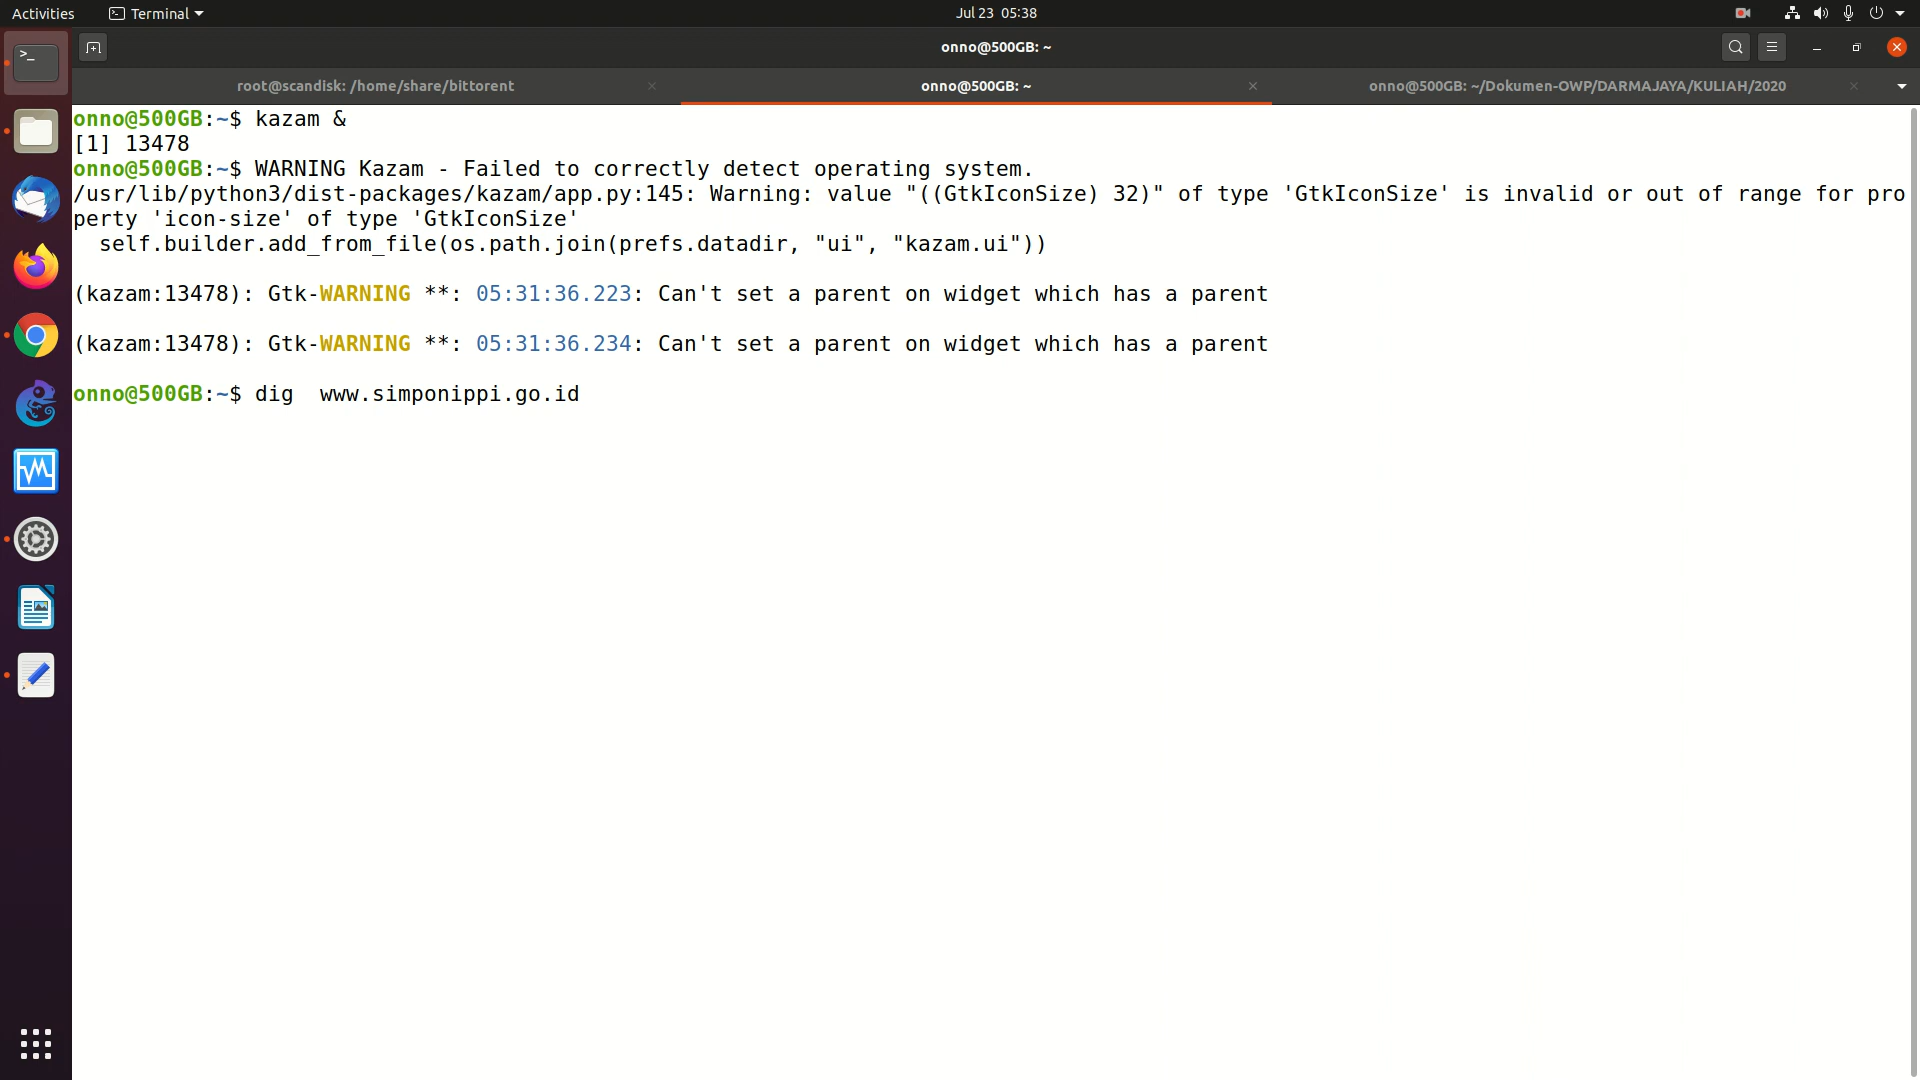 Activities
Terminal
Jul 23 05:38
onno@500GB: ~
root@scandisk: /home/share/bittorent
onno@500GB: ~
onno@500GB: ~/Dokumen-OWP/DARMAJAYA/KULIAH/2020
onno@500GB:~$ kazam &
[1] 13478
onno@500GB:~$ WARNING Kazam - Failed to correctly detect operating system.
/usr/lib/python3/dist-packages/kazam/app.py:145: Warning: value "((GtkIconSize) 32)" of type 'GtkIconSize' is invalid or out of range for pro
perty 'icon-size' of type 'GtkIconSize'
  self.builder.add_from_file(os.path.join(prefs.datadir, "ui", "kazam.ui"))
(kazam:13478): Gtk-WARNING **: 05:31:36.223: Can't set a parent on widget which has a parent
(kazam:13478): Gtk-WARNING **: 05:31:36.234: Can't set a parent on widget which has a parent
onno@500GB:~$ dig  www.simponippi.go.id